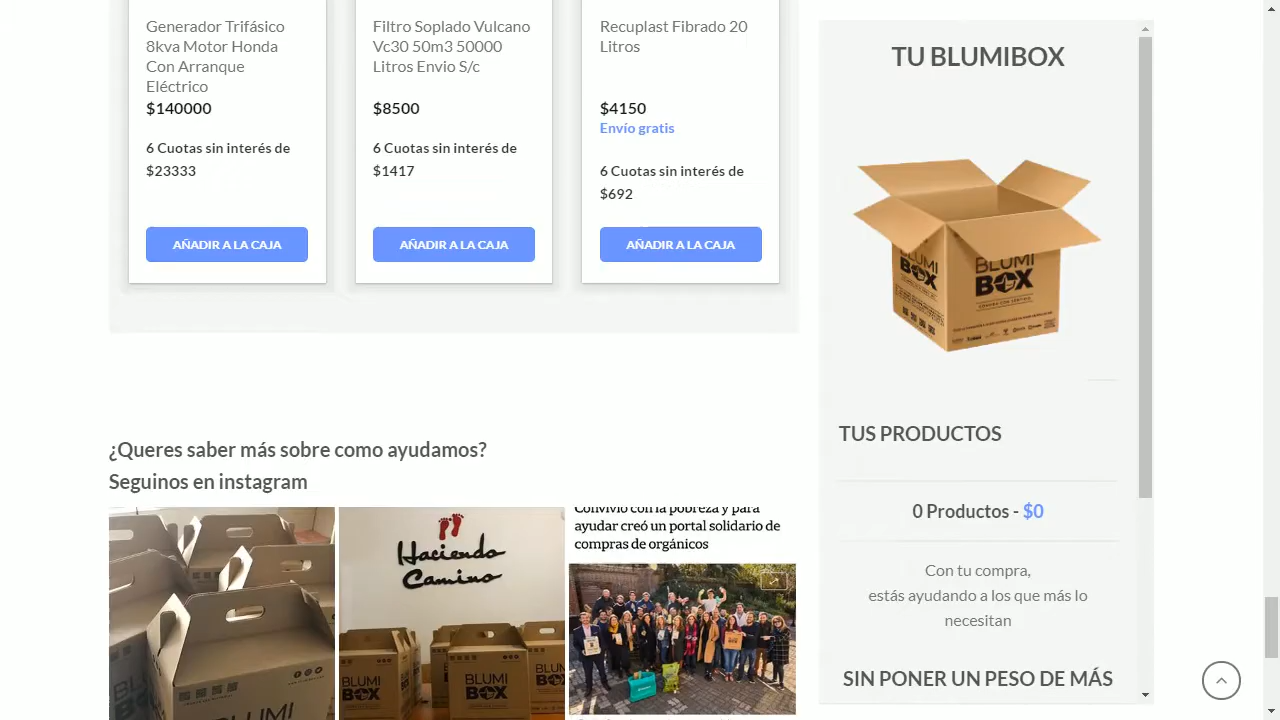 Generador Trifásico
8kva Motor Honda
Con Arranque
Eléctrico
$140000
6 Cuotas sin interés de
$23333
AÑADIR A LA CAJA
Filtro Soplado Vulcano
Vc30 50m3 50000
Litros Envio S/c
$8500
6 Cuotas sin interés de
$1417
AÑADIR A LA CAJA
Recuplast Fibrado 20
Litros
$4150
Envío gratis
6 Cuotas sin interés de
$692
AÑADIR A LA CAJA
¿Queres saber más sobre como ayudamos?
Seguinos en instagram
BLUMI
Haciendo
Camino
BLUMI
BOX
BLUMI
BOX
Convivio con la pobreza y para
ayudar creó un portal solidario de
compras de orgánicos
TU BLUMIBOX
BLUMI
BOX
BLUMI
BOX
TUS PRODUCTOS
0 Productos - $0
Con tu compra,
estás ayudando a los que más lo
necesitan
SIN PONER UN PESO DE MÁS